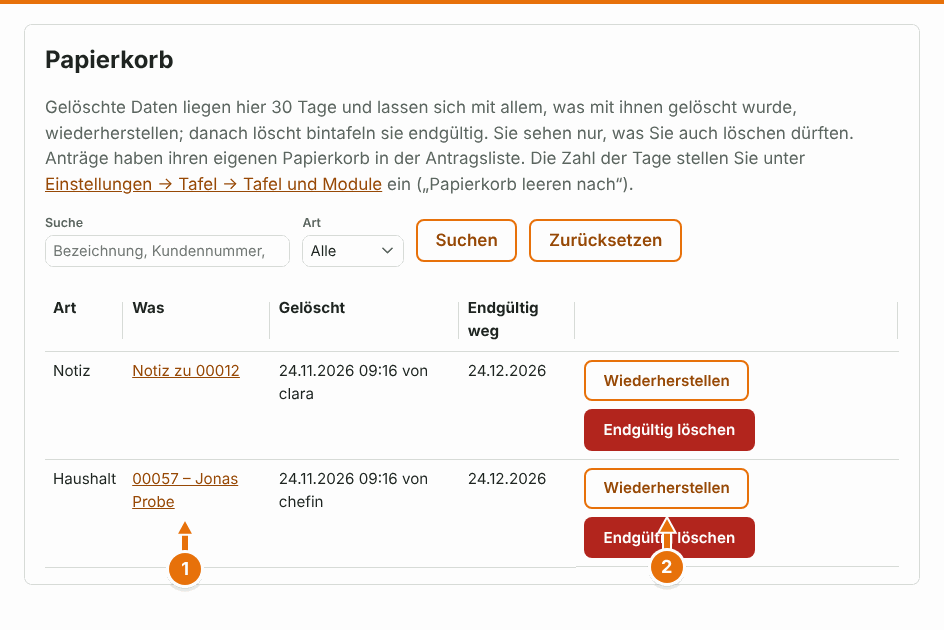 Papierkorb
Gelöschte Daten liegen hier 30 Tage und lassen sich mit allem, was mit ihnen gelöscht wurde,
wiederherstellen; danach löscht bintafeln sie endgültig. Sie sehen nur, was Sie auch löschen dürften.
Anträge haben ihren eigenen Papierkorb in der Antragsliste. Die Zahl der Tage stellen Sie unter
Einstellungen → Tafel → Tafel und Module ein („Papierkorb leeren nach“).
Suche
Art
Bezeichnung, Kundennummer,
Alle
Suchen
Zurücksetzen
Art
Was
Gelöscht
Endgültig
weg
Notiz
Notiz zu 00012
24.11.2026 09:16 von
clara
24.12.2026
Wiederherstellen
Endgültig löschen
Haushalt
00057 – Jonas
Probe
24.11.2026 09:16 von
chefin
24.12.2026
Wiederherstellen
Endgültig löschen
1
2